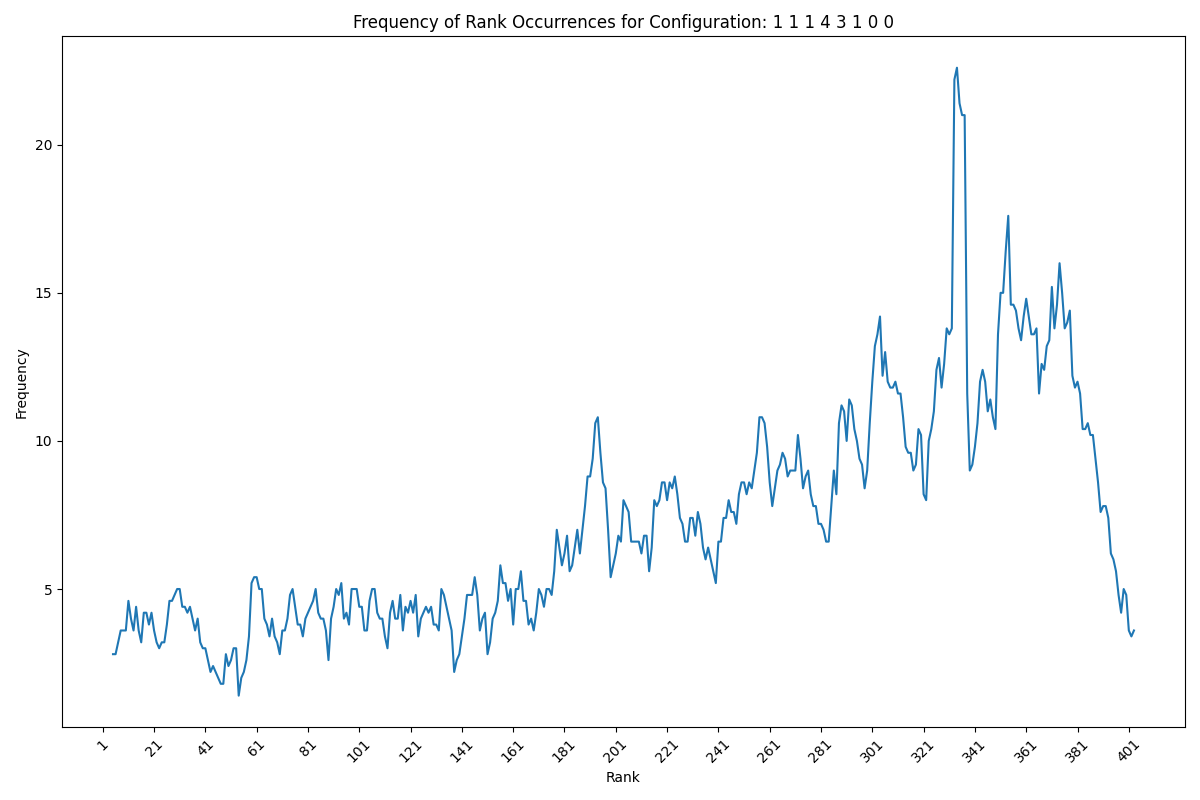 Frequency of Rank Occurrences for Configuration: 1 1 1 4 3 1 0 0
Frequency
20
15
10
5
1 21 41 61 81 101 121 141 161 181 201 221 241 261 281 301 321 341 361 381 401
Rank